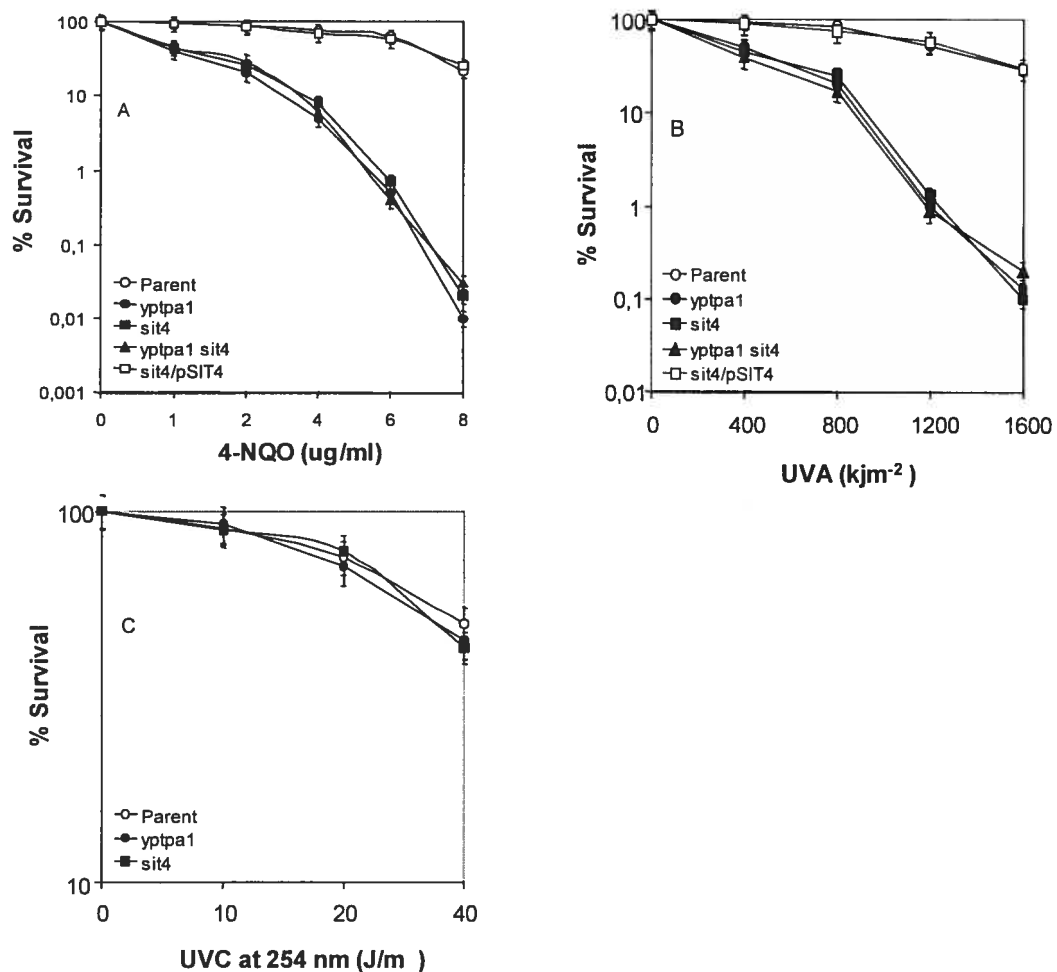 100
10
1
0,1
0,01
0,001
% Survival
A
Parent
yptpa1
sit4
yptpa1 sit4
sit4/pSIT4
0 1 2 4 6 8
4-NQO (ug/ml)
100
10
1
0,1
0,01
% Survival
B
Parent
yptpa1
sit4
yptpa1 sit4
sit4/pSIT4
0 400 800 1200 1600
UVA (kjm-2 )
100
10
% Survival
C
Parent
yptpa1
sit4
0 10 20 40
UVC at 254 nm (J/m )